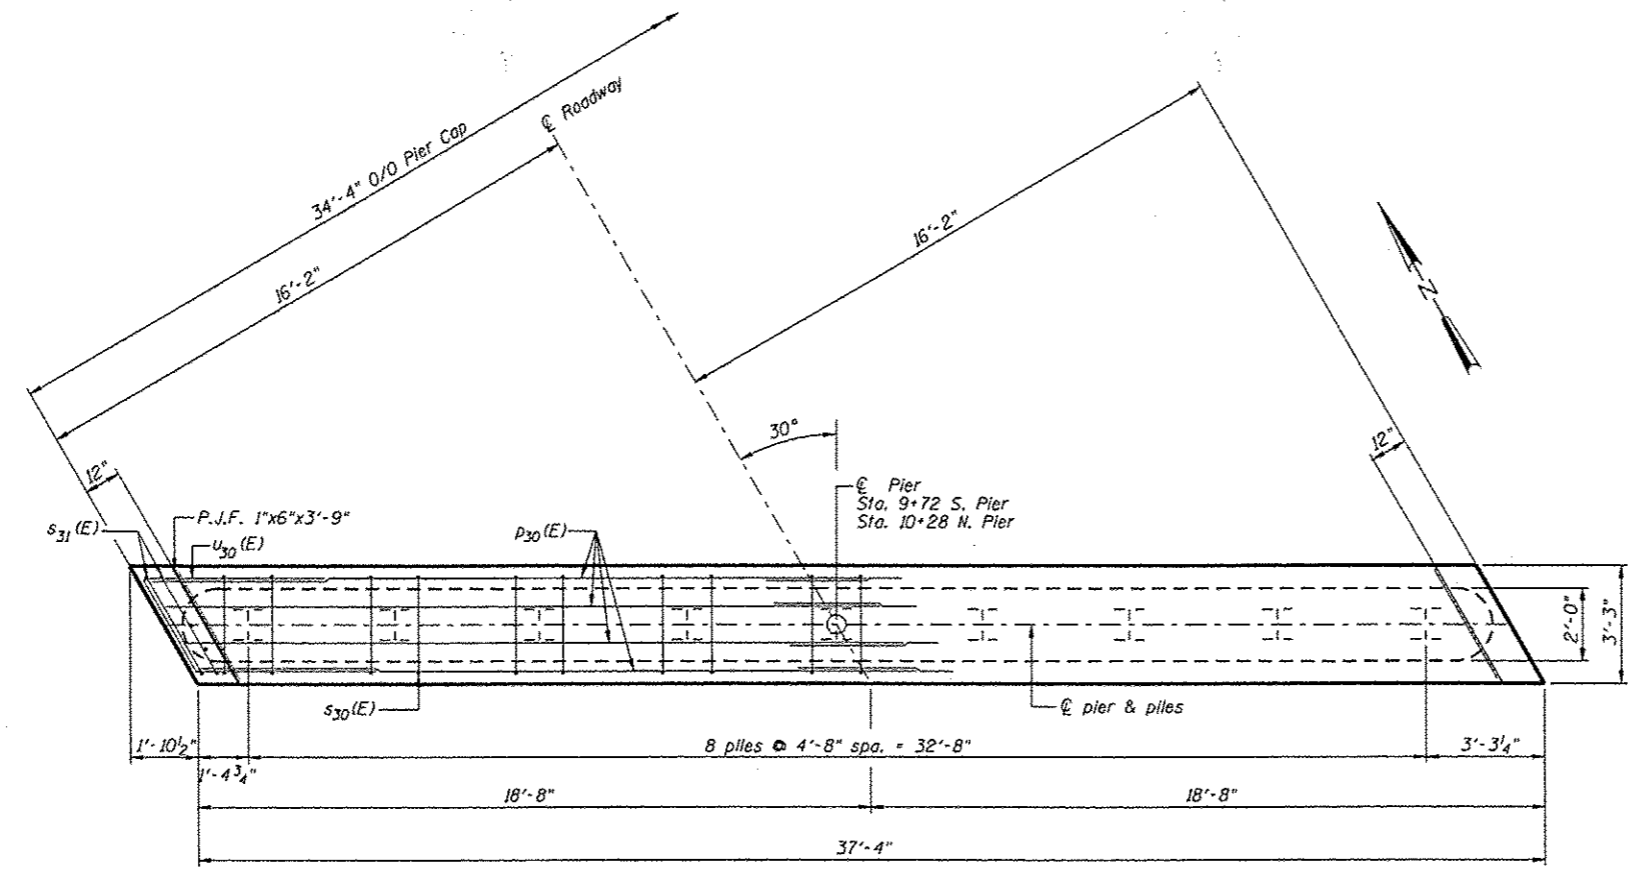 34'-4" O/O Pier Cap
℄ Roadway
16'-2"
16'-2"
N
30°
12"
12"
℄ Pier
Sta. 9+72 S. Pier
Sta. 10+28 N. Pier
P.J.F. 1"x6"x3'-9"
s31(E)
u30(E)
p30(E)
2'-0"
3'-3"
s30(E)
℄ pier & piles
1'-10½"
8 piles @ 4'-8" spa. = 32'-8"
3'-3¼"
1'-4¾"
18'-8"
18'-8"
37'-4"